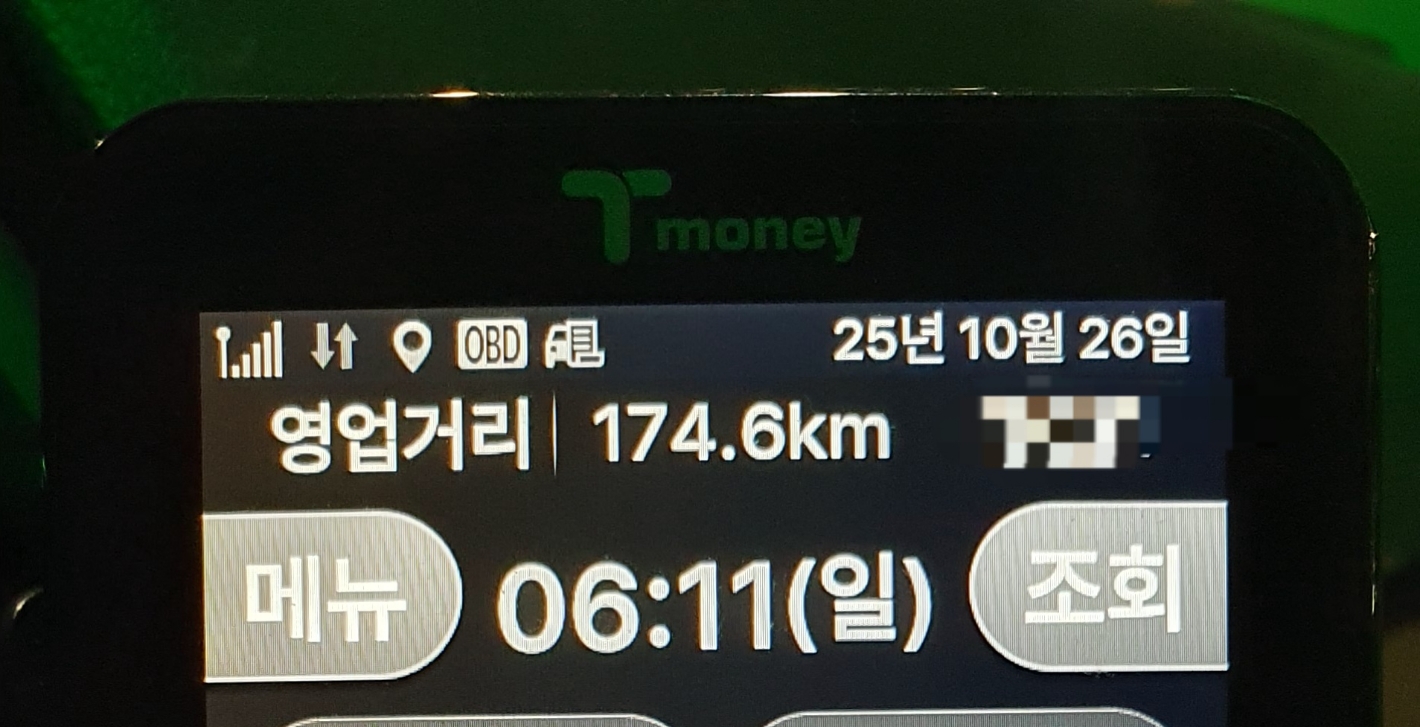 Tmoney
OBD 25년 10월 26일
영업거리 174.6km
메뉴 06:11(일) 조회